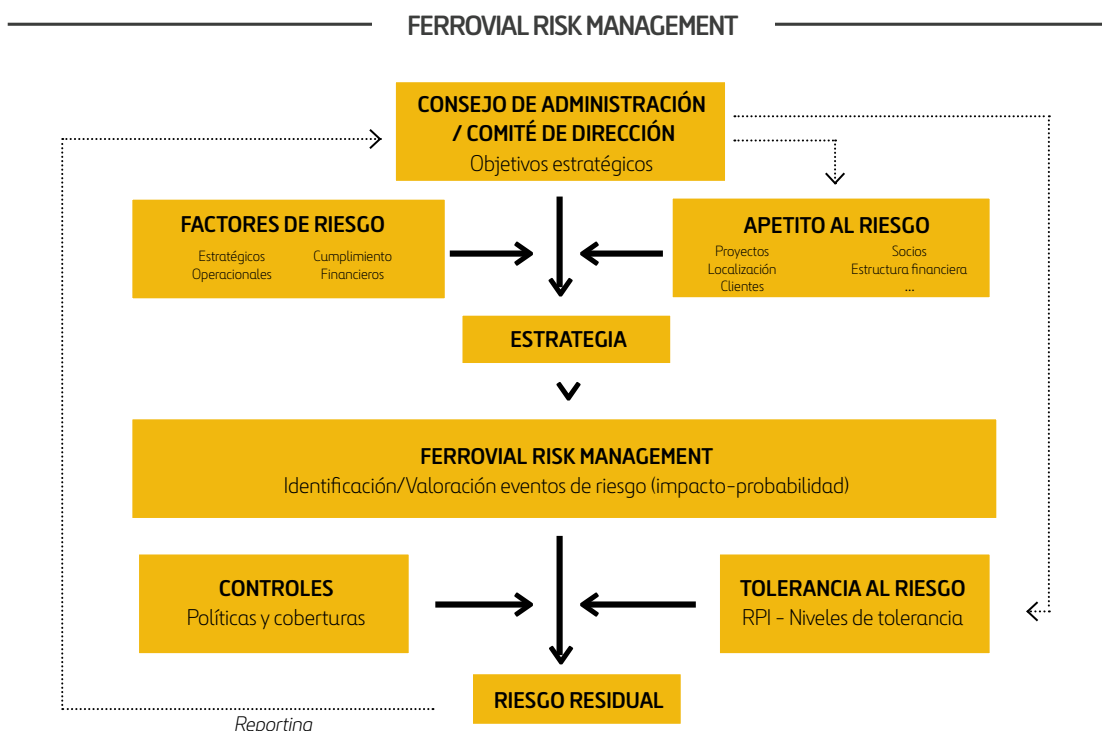 FERROVIAL RISK MANAGEMENT
CONSEJO DE ADMINISTRACIÓN
/ COMITÉ DE DIRECCIÓN
Objetivos estratégicos
FACTORES DE RIESGO
Estratégicos
Operacionales
Cumplimiento
Financieros
APETITO AL RIESGO
Proyectos
Localización
Clientes
Socios
Estructura financiera
...
ESTRATEGIA
FERROVIAL RISK MANAGEMENT
Identificación/Valoración eventos de riesgo (impacto-probabilidad)
CONTROLES
Políticas y coberturas
TOLERANCIA AL RIESGO
RPI - Niveles de tolerancia
RIESGO RESIDUAL
Reporting